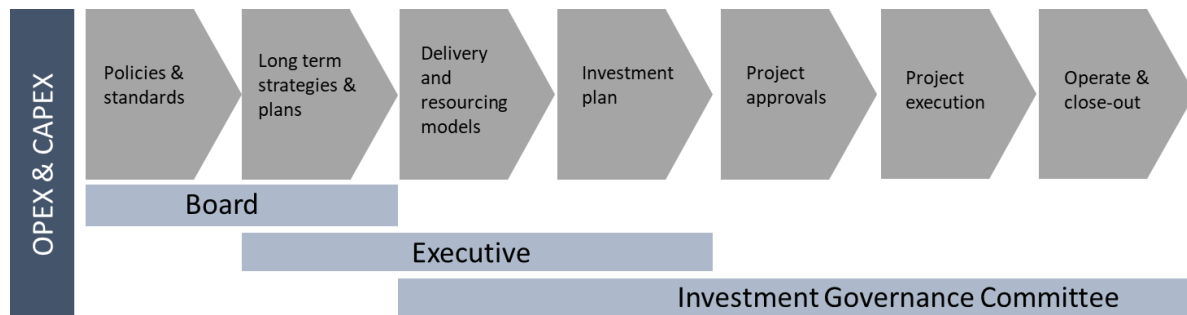 OPEX & CAPEX
Policies &
standards
Long term
strategies &
plans
Delivery
and
resourcing
models
Investment
plan
Project
approvals
Project
execution
Operate &
close-out
Board
Executive
Investment Governance Committee